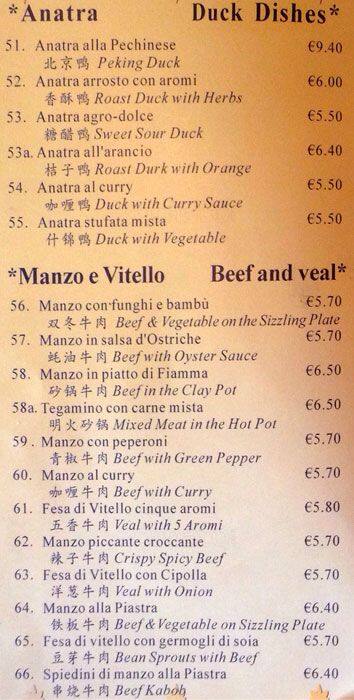 *Anatra Duck Dishes*
51. Anatra alla Pechinese €9.40
北京鸭 Peking Duck
52. Anatra arrosto con aromi €6.00
香酥鸭 Roast Duck with Herbs
53. Anatra agro-dolce €5.50
糖醋鸭 Sweet Sour Duck
53a. Anatra all'arancio €6.40
桔子鸭 Roast Durk with Orange
54. Anatra al curry €5.50
咖喱鸭 Duck with Curry Sauce
55. Anatra stufata mista €5.50
什锦鸭 Duck with Vegetable
*Manzo e Vitello Beef and veal*
56. Manzo con funghi e bambù €5.70
双冬牛肉 Beef & Vegetable on the Sizzling Plate
57. Manzo in salsa d'Ostriche €5.70
蚝油牛肉 Beef with Oyster Sauce
58. Manzo in piatto di Fiamma €6.50
砂锅牛肉 Beef in the Clay Pot
58a. Tegamino con carne mista €6.50
明火砂锅 Mixed Meat in the Hot Pot
59. Manzo con peperoni €5.70
青椒牛肉 Beef with Green Pepper
60. Manzo al curry €5.70
咖喱牛肉 Beef with Curry
61. Fesa di Vitello cinque aromi €5.80
五香牛肉 Veal with 5 Aromi
62. Manzo piccante croccante €5.70
辣子牛肉 Crispy Spicy Beef
63. Fesa di Vitello con Cipolla €5.70
洋葱牛肉 Veal with Onion
64. Manzo alla Piastra €6.40
铁板牛肉 Beef & Vegetable on Sizzling Plate
65. Fesa di vitello con germogli di soia €5.70
豆芽牛肉 Bean Sprouts with Beef
66. Spiedini di manzo alla Piastra €6.40
串烧牛肉 Beef Kabob